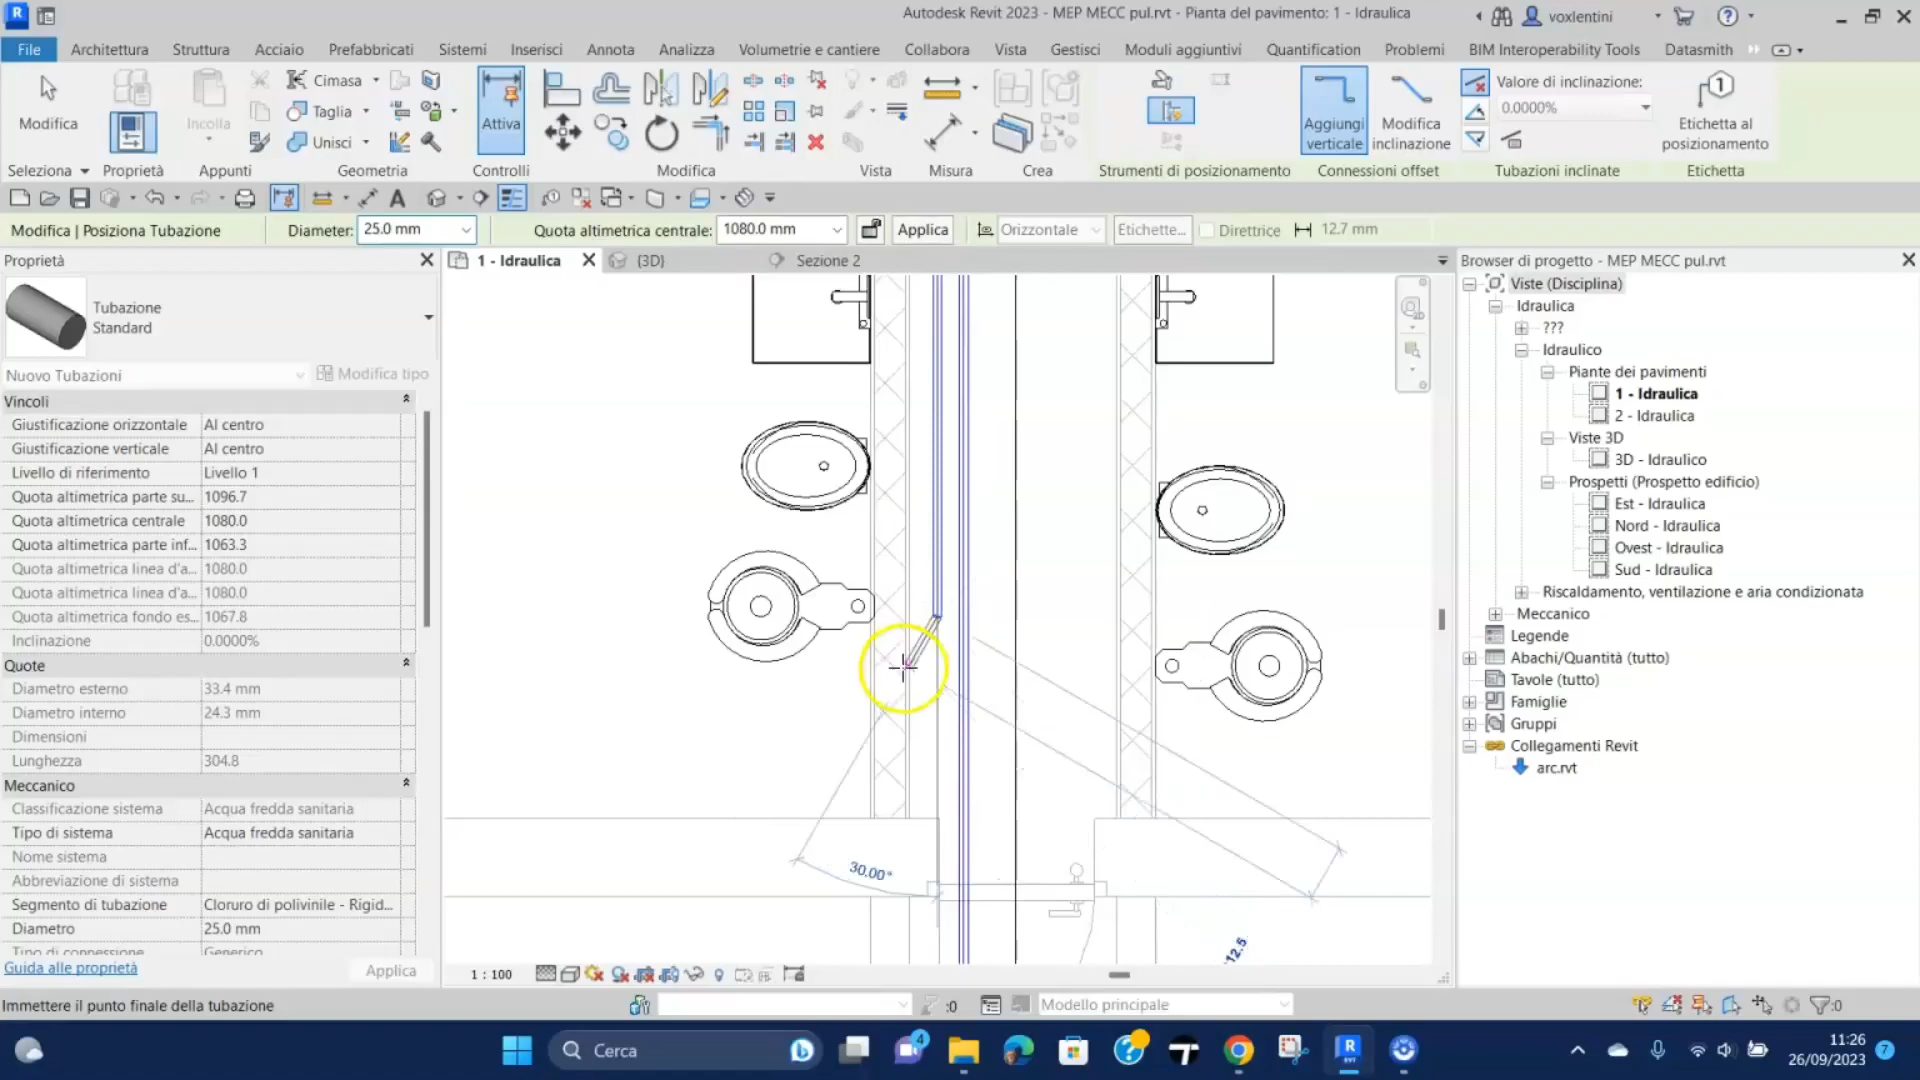 Autodesk Revit 2023 - MEP MECC pul.rvt - Pianta del pavimento: 1 - Idraulica
voxlentini
File Architettura Struttura Acciaio Prefabbricati Sistemi Inserisci Annota Analizza Volumetrie e cantiere Collabora Vista Gestisci Moduli aggiuntivi Quantification Problemi BIM Interoperability Tools Datasmith
Modifica
Incolla
Cimasa
Taglia
Unisci
Attiva
Aggiungi verticale
Modifica inclinazione
Valore di inclinazione:
0.0000%
Etichetta al posizionamento
Seleziona Proprietà Appunti Geometria Controlli Modifica Vista Misura Crea Strumenti di posizionamento Connessioni offset Tubazioni inclinate Etichetta
Modifica | Posiziona Tubazione Diameter: 25.0 mm Quota altimetrica centrale: 1080.0 mm Applica Orizzontale Etichette... Direttrice 12.7 mm
Proprietà
1 - Idraulica {3D} Sezione 2
Tubazione
Standard
Nuovo Tubazioni Modifica tipo
Vincoli
Giustificazione orizzontale Al centro
Giustificazione verticale Al centro
Livello di riferimento Livello 1
Quota altimetrica parte su... 1096.7
Quota altimetrica centrale 1080.0
Quota altimetrica parte inf... 1063.3
Quota altimetrica linea d'a... 1080.0
Quota altimetrica linea d'a... 1080.0
Quota altimetrica fondo es... 1067.8
Inclinazione 0.0000%
Quote
Diametro esterno 33.4 mm
Diametro interno 24.3 mm
Dimensioni
Lunghezza 304.8
Meccanico
Classificazione sistema Acqua fredda sanitaria
Tipo di sistema Acqua fredda sanitaria
Nome sistema
Abbreviazione di sistema
Segmento di tubazione Cloruro di polivinile - Rigid...
Diametro 25.0 mm
Tipo di connessione Generico
Guida alle proprietà Applica
30.00°
12.5
1 : 100
Browser di progetto - MEP MECC pul.rvt
Viste (Disciplina)
Idraulica
???
Idraulico
Piante dei pavimenti
1 - Idraulica
2 - Idraulica
Viste 3D
3D - Idraulico
Prospetti (Prospetto edificio)
Est - Idraulica
Nord - Idraulica
Ovest - Idraulica
Sud - Idraulica
Riscaldamento, ventilazione e aria condizionata
Meccanico
Legende
Abachi/Quantità (tutto)
Tavole (tutto)
Famiglie
Gruppi
Collegamenti Revit
arc.rvt
Immettere il punto finale della tubazione :0 Modello principale :0
Cerca
4
11:26
26/09/2023
7